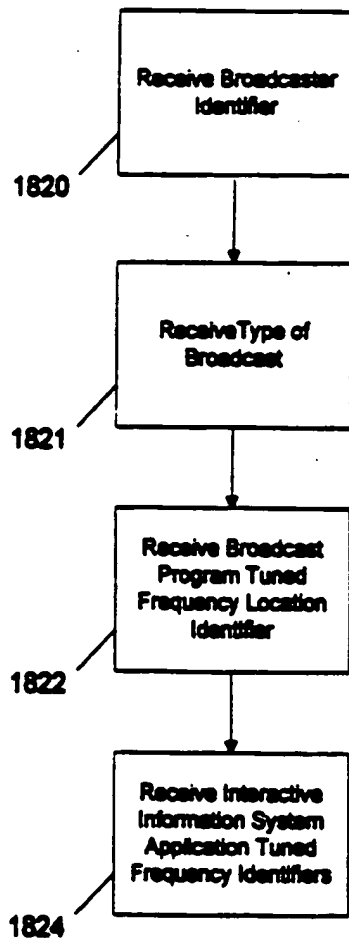 Receive Broadcaster
Identifier
1820
ReceiveType of
Broadcast
1821
Receive Broadcast
Program Tuned
Frequency Location
Identifier
1822
Receive Interactive
Information System
Application Tuned
Frequency Identifiers
1824